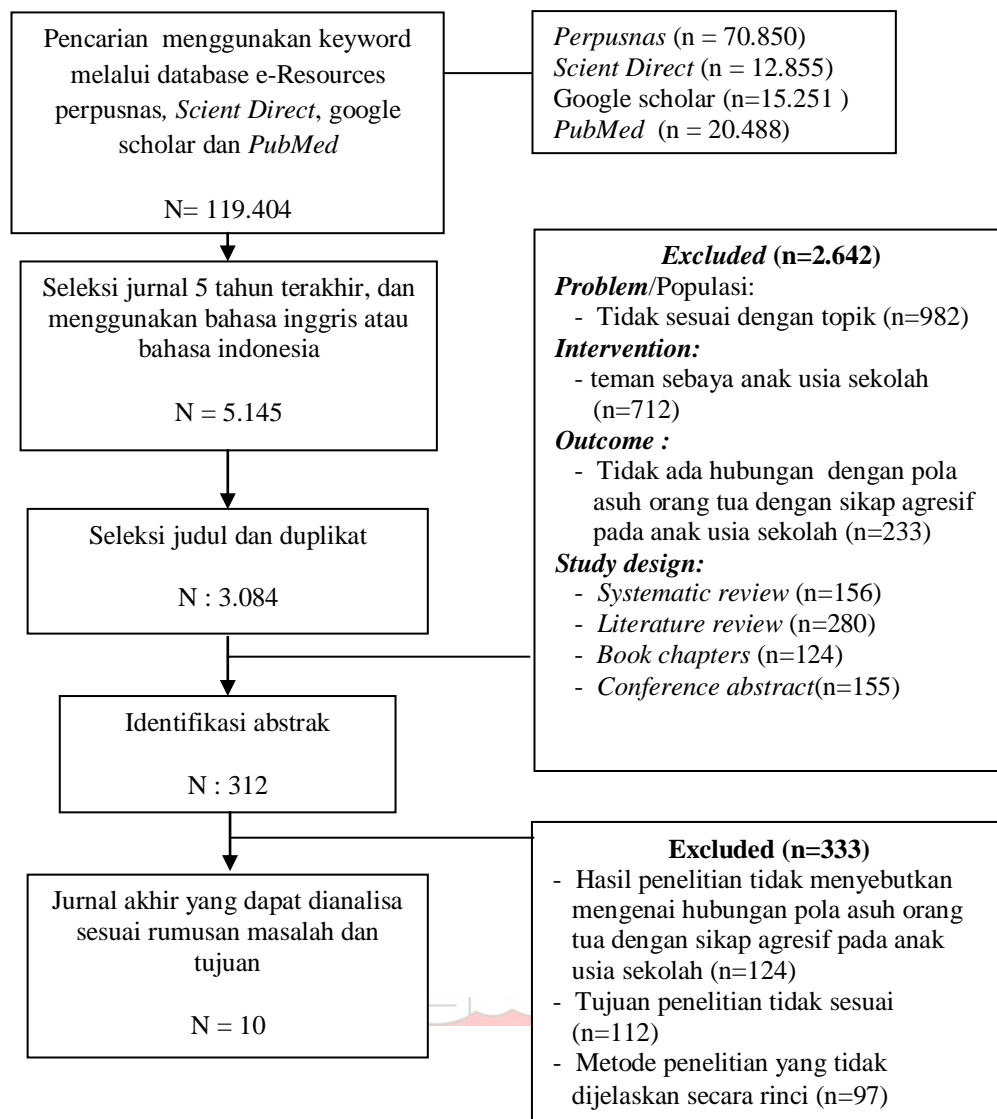 Pencarian menggunakan keyword
melalui database e-Resources
perpusnas, Scient Direct, google
scholar dan PubMed
N= 119.404
Perpusnas (n = 70.850)
Scient Direct (n = 12.855)
Google scholar (n=15.251 )
PubMed (n = 20.488)
Seleksi jurnal 5 tahun terakhir, dan
menggunakan bahasa inggris atau
bahasa indonesia
N = 5.145
Seleksi judul dan duplikat
N : 3.084
Excluded (n=2.642)
Problem/Populasi:
- Tidak sesuai dengan topik (n=982)
Intervention:
- teman sebaya anak usia sekolah
(n=712)
Outcome :
- Tidak ada hubungan dengan pola
asuh orang tua dengan sikap agresif
pada anak usia sekolah (n=233)
Study design:
- Systematic review (n=156)
- Literature review (n=280)
- Book chapters (n=124)
- Conference abstract(n=155)
Identifikasi abstrak
N : 312
Excluded (n=333)
- Hasil penelitian tidak menyebutkan
mengenai hubungan pola asuh orang
tua dengan sikap agresif pada anak
usia sekolah (n=124)
- Tujuan penelitian tidak sesuai
(n=112)
- Metode penelitian yang tidak
dijelaskan secara rinci (n=97)
Jurnal akhir yang dapat dianalisa
sesuai rumusan masalah dan
tujuan
N = 10